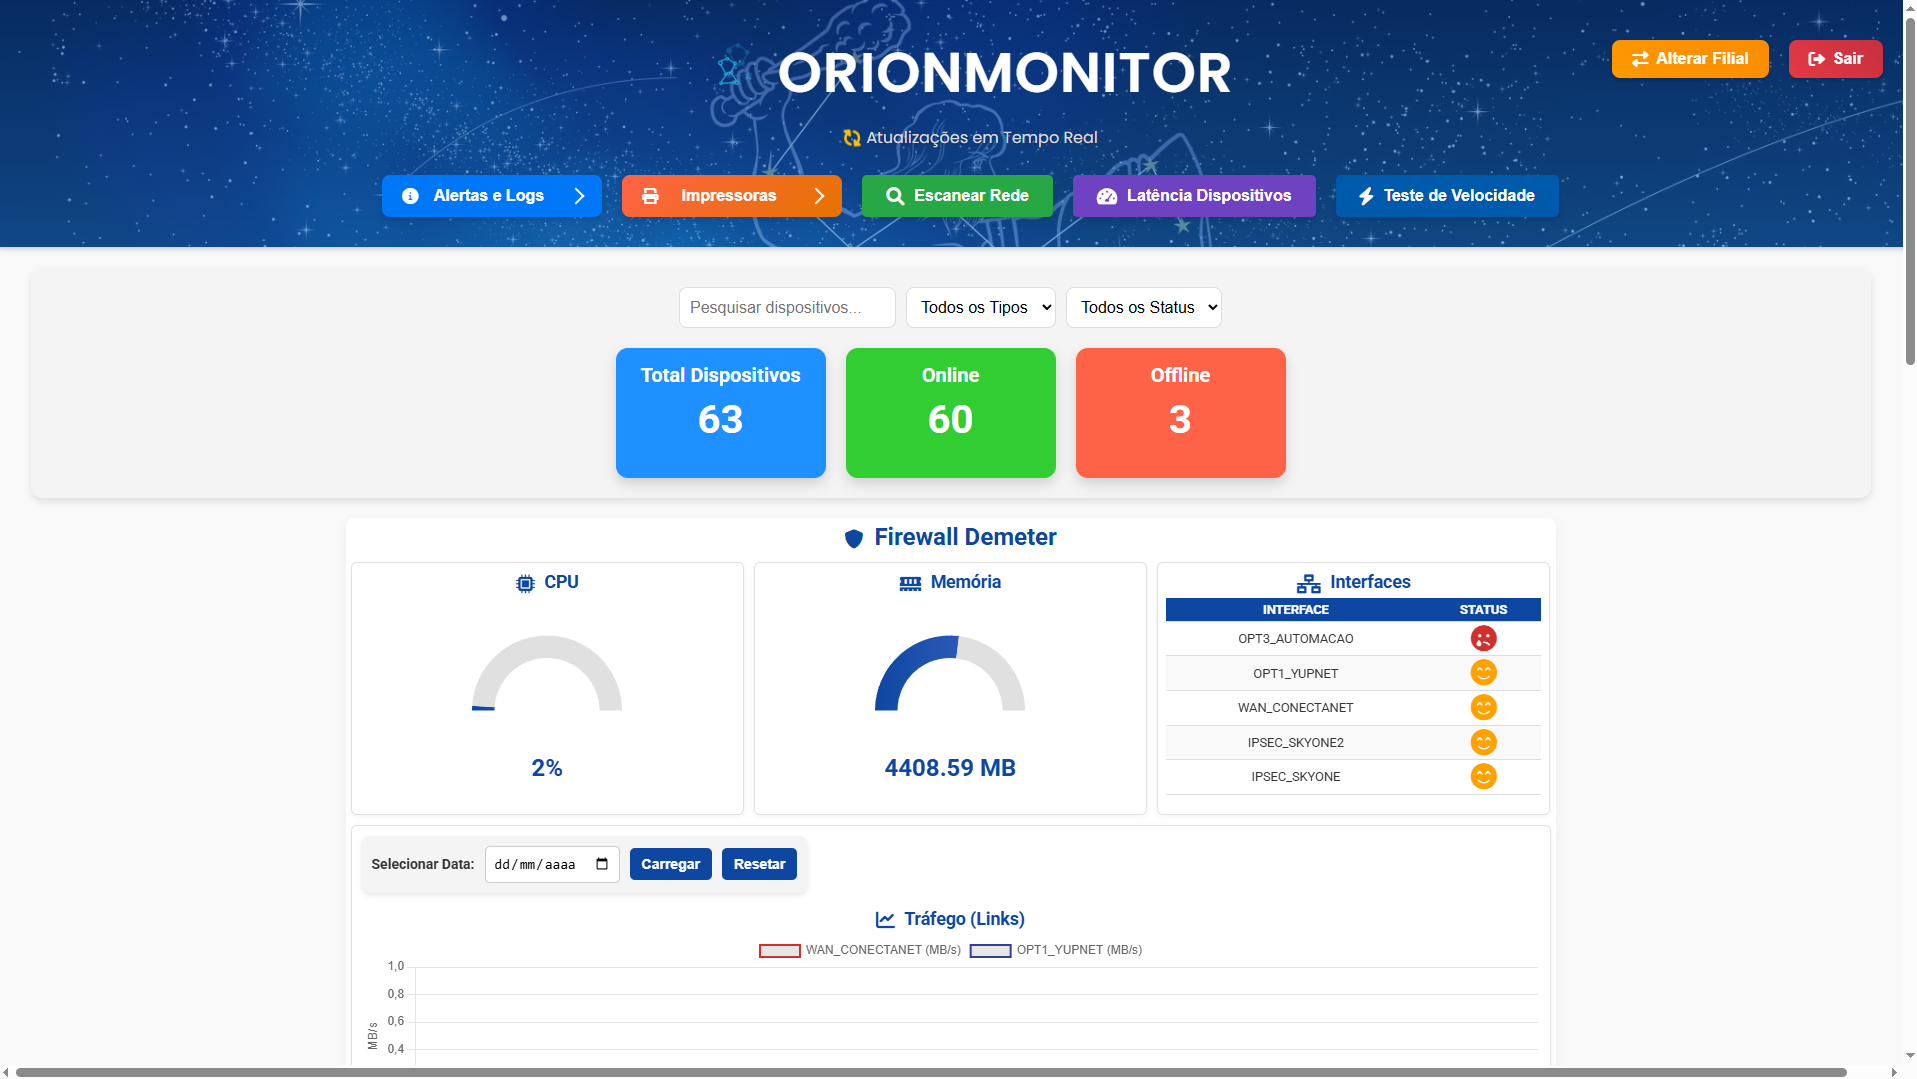 ORIONMONITOR
Alterar Filial
Sair
Atualizações em Tempo Real
Alertas e Logs
Impressoras
Escanear Rede
Latência Dispositivos
Teste de Velocidade
Pesquisar dispositivos...
Todos os Tipos
Todos os Status
Total Dispositivos
63
Online
60
Offline
3
Firewall Demeter
CPU
2%
Memória
4408.59 MB
Interfaces
INTERFACE STATUS
OPT3_AUTOMACAO
OPT1_YUPNET
WAN_CONECTANET
IPSEC_SKYONE2
IPSEC_SKYONE
Selecionar Data:
dd/mm/aaaa
Carregar
Resetar
Tráfego (Links)
WAN_CONECTANET (MB/s) OPT1_YUPNET (MB/s)
1,0
0,8
0,6
0,4
MB/s